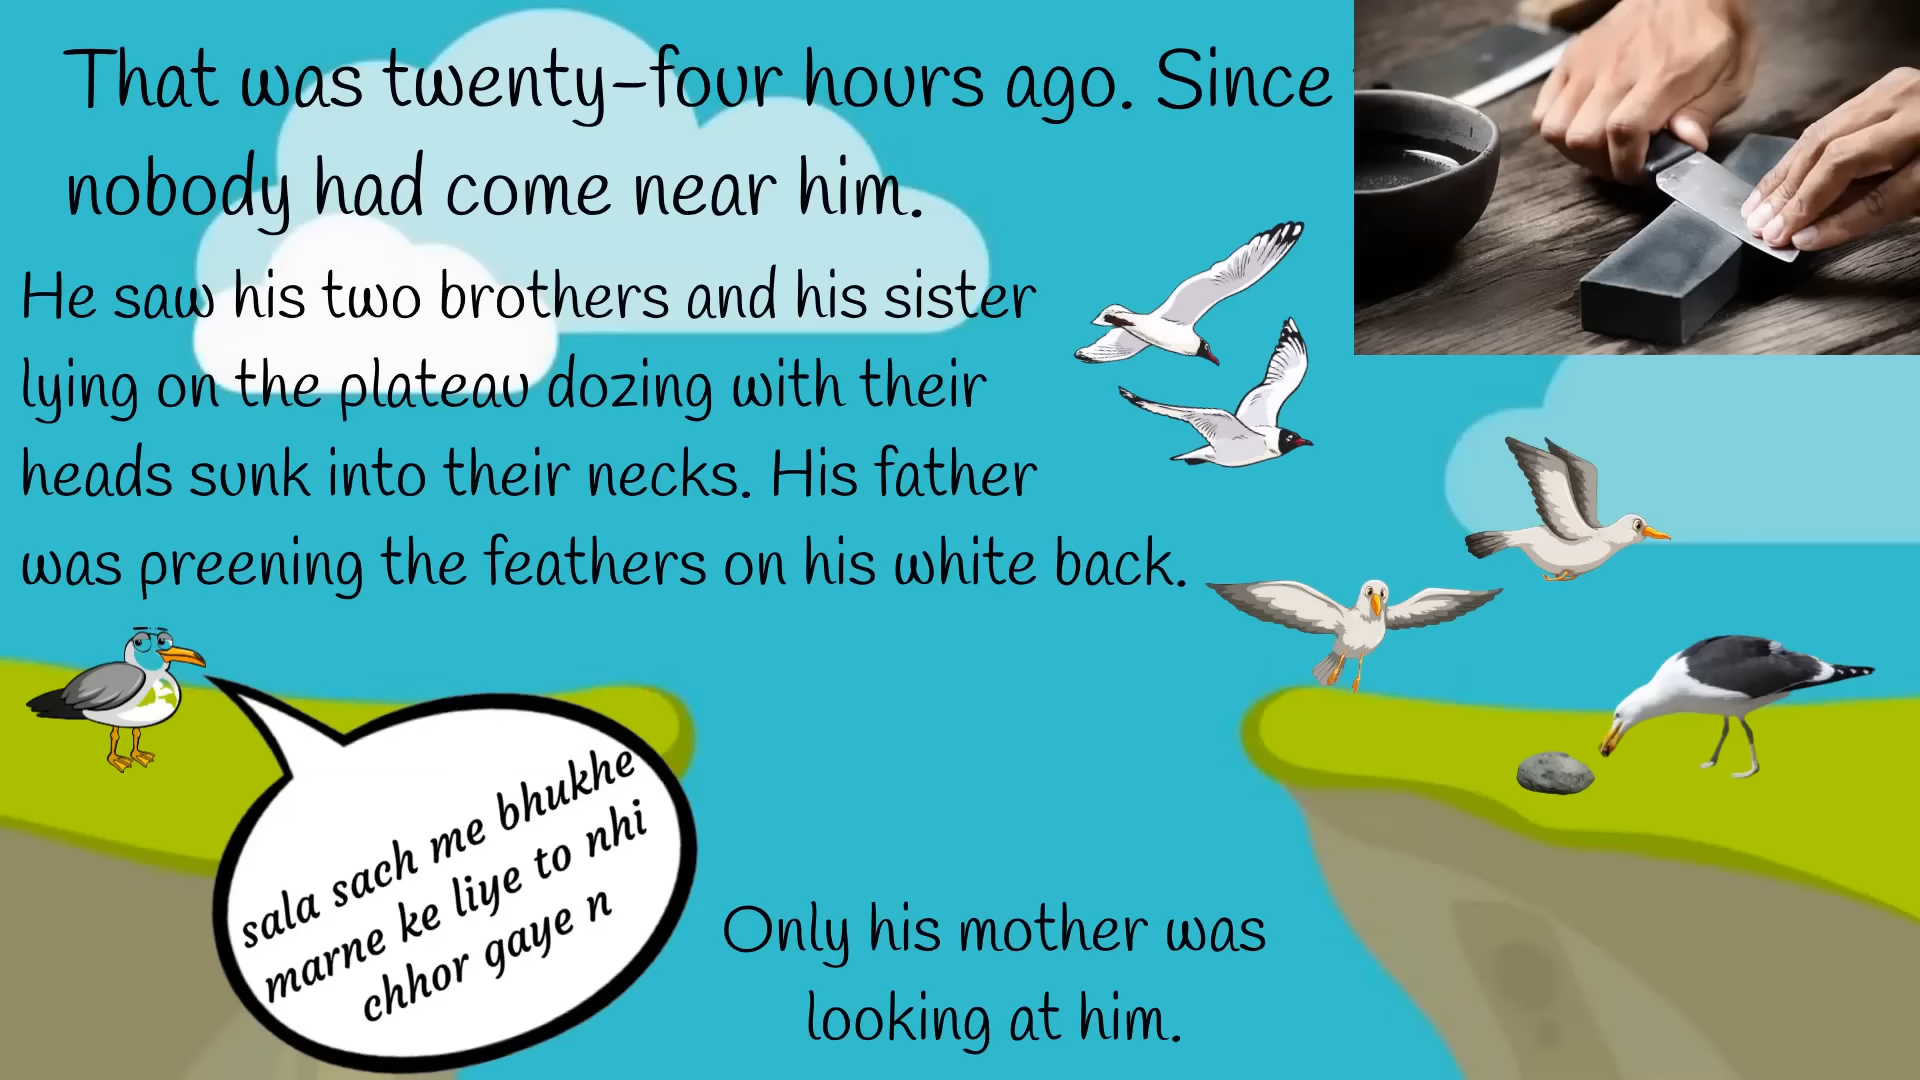 That was twenty-four hours ago. Since
nobody had come near him.
He saw his two brothers and his sister
lying on the plateau dozing with their
heads sunk into their necks. His father
was preening the feathers on his white back.
sala sach me bhukhe
marne ke liye to nhi
chhor gaye n
Only his mother was
looking at him.